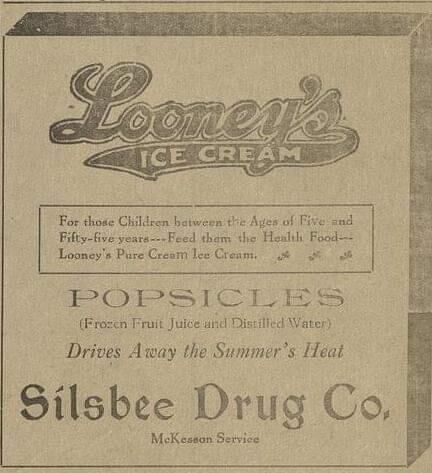 Looney's
ICE CREAM
For those Children between the Ages of Five and
Fifty-five years---Feed them the Health Food---
Looney's Pure Cream Ice Cream.
POPSICLES
(Frozen Fruit Juice and Distilled Water)
Drives Away the Summer's Heat
Silsbee Drug Co.
McKesson Service